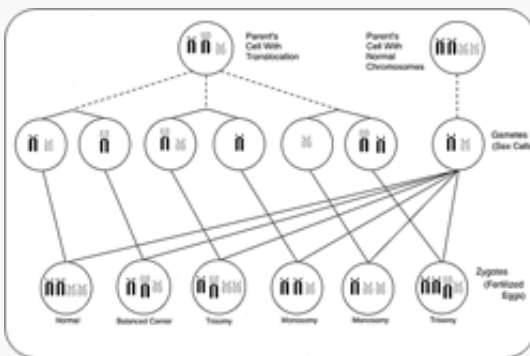 Parent's
Cell With
Translocation
Parent's
Cell With
Normal
Chromosomes
Gametes
(Sex Cells
Zygotes
(Fertilized
Eggs)
Normal
Balanced Carrier
Trisomy
Monosomy
Monosomy
Trisomy